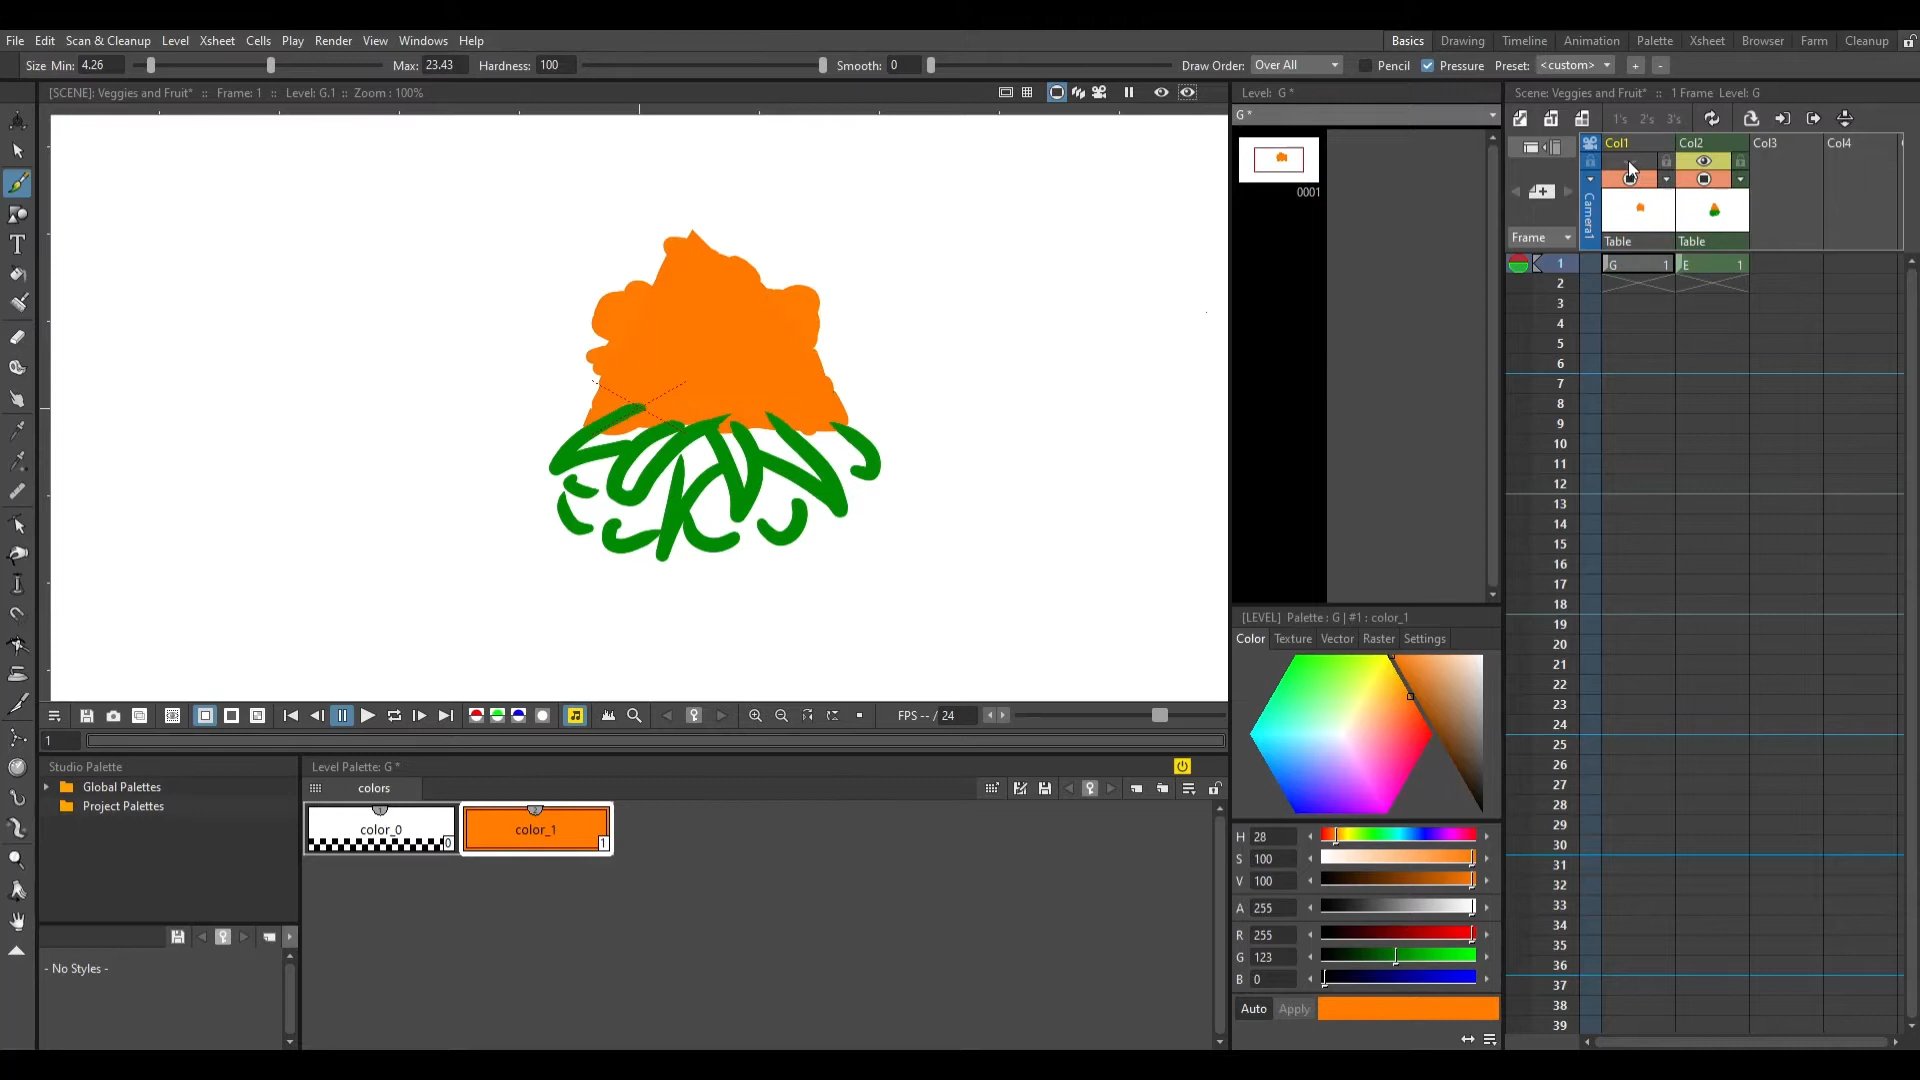 File Edit Scan & Cleanup Level Xsheet Cells Play Render View Windows Help Basics Drawing Timeline Animation Palette Xsheet Browser Farm Cleanup
Size Min: 4.26 Max: 23.43 Hardness: 100 Smooth: 0 Draw Order: Over All Pencil Pressure Preset: <custom> + -
[SCENE]: Veggies and Fruit* :: Frame: 1 :: Level: G.1 :: Zoom : 100%
Level: G *
Scene: Veggies and Fruit* :: 1 Frame Level: G
G *
1's 2's 3's
Col1 Col2 Col3 Col4
0001
Camera1
Frame
Table Table
1 G 1 E 1
2
3
4
5
6
7
8
9
10
11
12
13
14
15
16
17
18
19
20
21
22
23
24
25
26
27
28
29
30
31
32
33
34
35
36
37
38
39
[LEVEL] Palette : G | #1 : color_1
Color Texture Vector Raster Settings
FPS -- / 24
1
Studio Palette
Global Palettes
Project Palettes
Level Palette: G *
colors
color_0
0
color_1
1
- No Styles -
H 28
S 100
V 100
A 255
R 255
G 123
B 0
Auto Apply